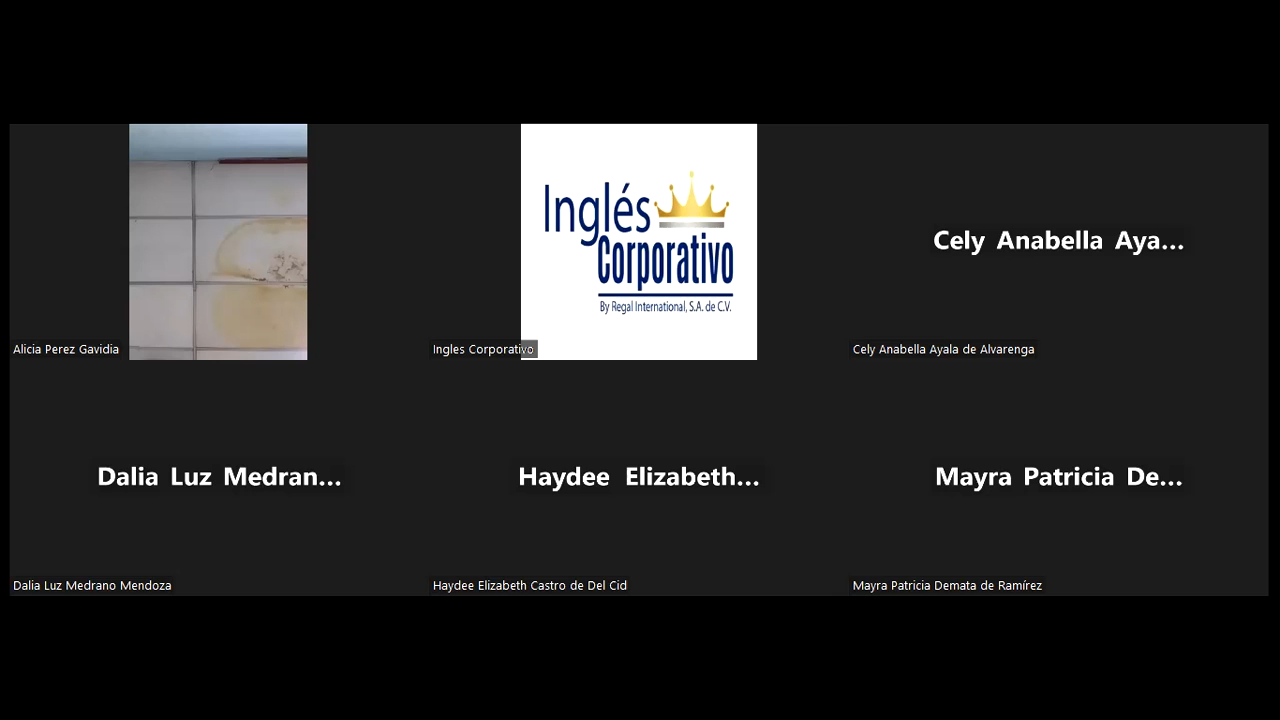 Inglés
Corporativo
By Regal International, S.A. de C.V.
Cely Anabella Aya...
Alicia Perez Gavidia
Ingles Corporativo
Cely Anabella Ayala de Alvarenga
Dalia Luz Medran...
Haydee Elizabeth...
Mayra Patricia De...
Dalia Luz Medrano Mendoza
Haydee Elizabeth Castro de Del Cid
Mayra Patricia Demata de Ramírez